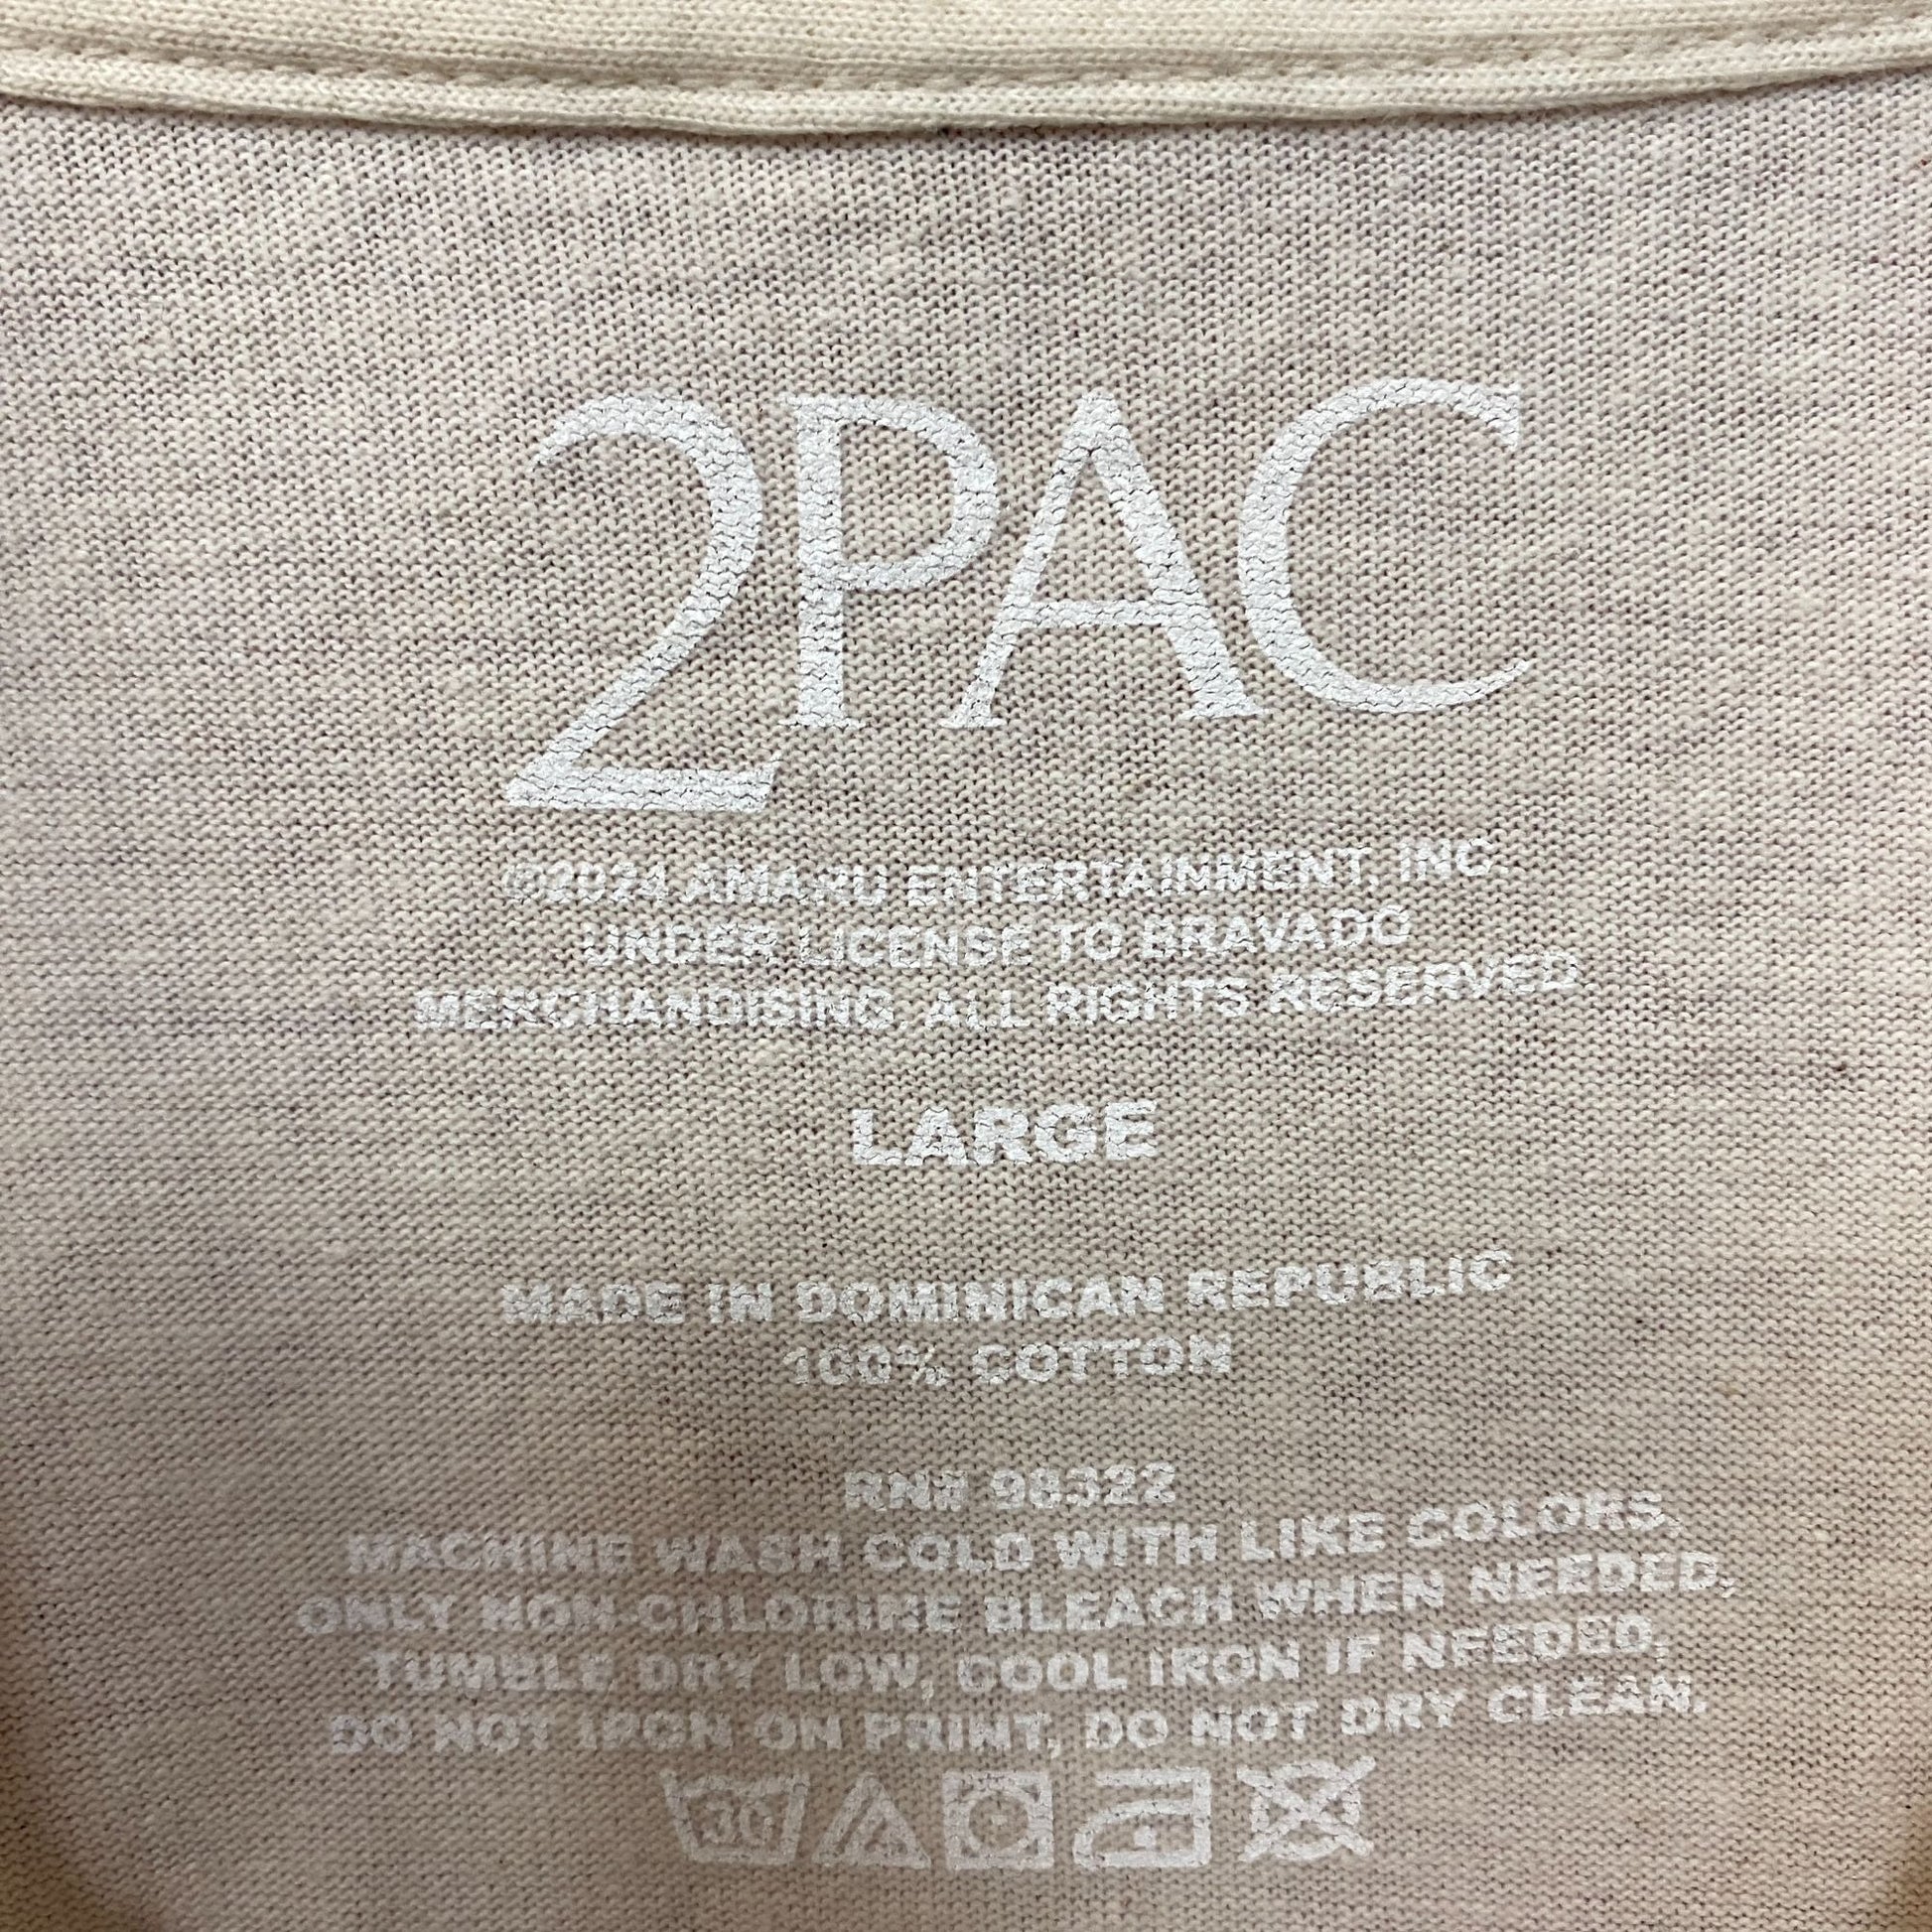 2PAC
©2024 AMARU ENTERTAINMENT, INC.
UNDER LICENSE TO BRAVADO
MERCHANDISING. ALL RIGHTS RESERVED.
LARGE
MADE IN DOMINICAN REPUBLIC
100% COTTON
RN# 98322
MACHINE WASH COLD WITH LIKE COLORS,
ONLY NON-CHLORINE BLEACH WHEN NEEDED,
TUMBLE DRY LOW, COOL IRON IF NEEDED,
DO NOT IRON ON PRINT, DO NOT DRY CLEAN.
30